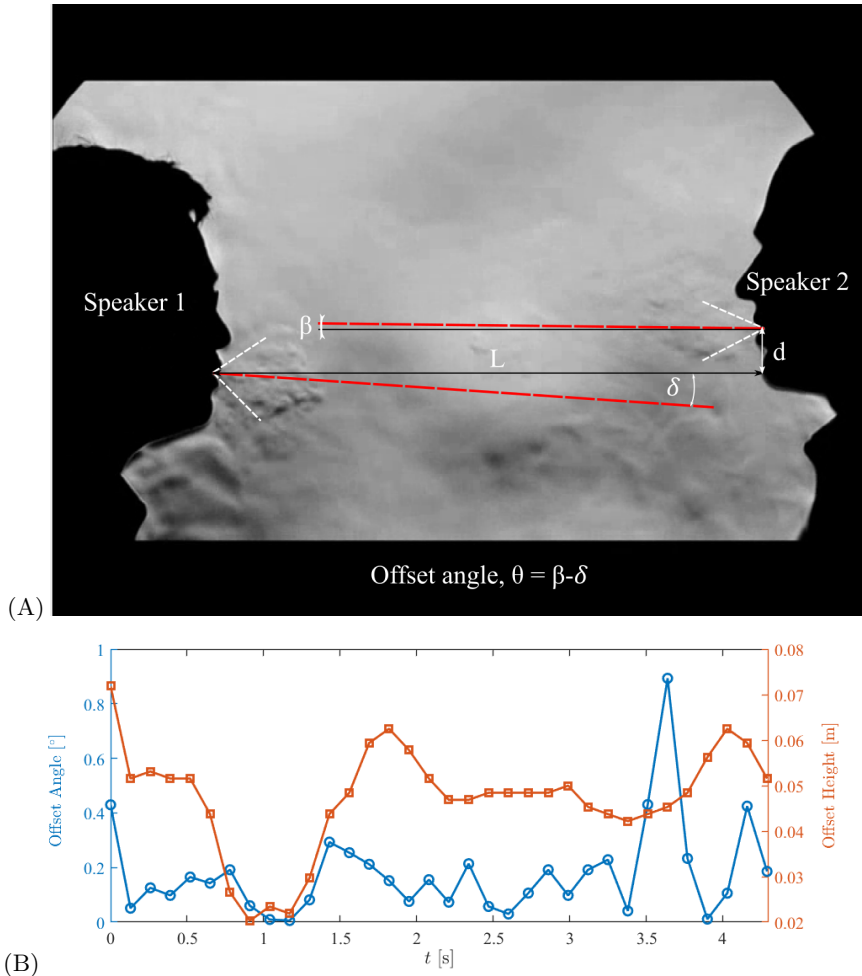 Speaker 1
Speaker 2
β
d
L
δ
Offset angle, θ = β-δ
(A)
1 0.08
0.8 0.07
0.6 0.06
0.4 0.05
0.2 0.04
0 0.03
0.02
Offset Angle [°]
Offset Height [m]
0 0.5 1 1.5 2 2.5 3 3.5 4
t [s]
(B)